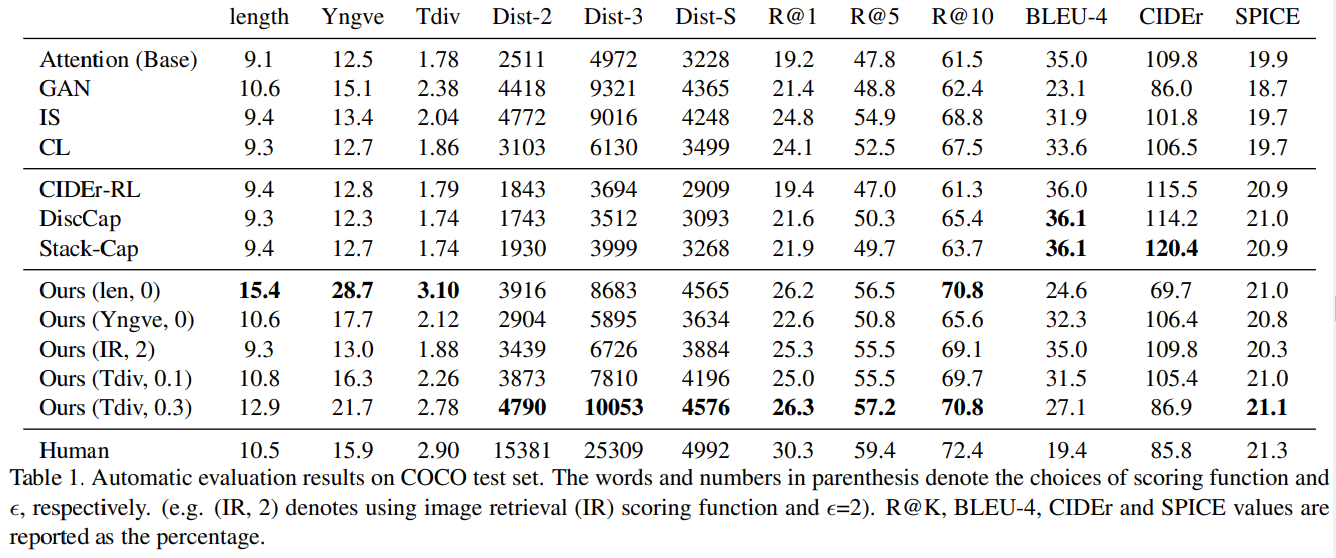 length Yngve Tdiv Dist-2 Dist-3 Dist-S R@1 R@5 R@10 BLEU-4 CIDEr SPICE
Attention (Base) 9.1 12.5 1.78 2511 4972 3228 19.2 47.8 61.5 35.0 109.8 19.9
GAN 10.6 15.1 2.38 4418 9321 4365 21.4 48.8 62.4 23.1 86.0 18.7
IS 9.4 13.4 2.04 4772 9016 4248 24.8 54.9 68.8 31.9 101.8 19.7
CL 9.3 12.7 1.86 3103 6130 3499 24.1 52.5 67.5 33.6 106.5 19.7
CIDEr-RL 9.4 12.8 1.79 1843 3694 2909 19.4 47.0 61.3 36.0 115.5 20.9
DiscCap 9.3 12.3 1.74 1743 3512 3093 21.6 50.3 65.4 36.1 114.2 21.0
Stack-Cap 9.4 12.7 1.74 1930 3999 3268 21.9 49.7 63.7 36.1 120.4 20.9
Ours (len, 0) 15.4 28.7 3.10 3916 8683 4565 26.2 56.5 70.8 24.6 69.7 21.0
Ours (Yngve, 0) 10.6 17.7 2.12 2904 5895 3634 22.6 50.8 65.6 32.3 106.4 20.8
Ours (IR, 2) 9.3 13.0 1.88 3439 6726 3884 25.3 55.5 69.1 35.0 109.8 20.3
Ours (Tdiv, 0.1) 10.8 16.3 2.26 3873 7810 4196 25.0 55.5 69.7 31.5 105.4 21.0
Ours (Tdiv, 0.3) 12.9 21.7 2.78 4790 10053 4576 26.3 57.2 70.8 27.1 86.9 21.1
Human 10.5 15.9 2.90 15381 25309 4992 30.3 59.4 72.4 19.4 85.8 21.3
Table 1. Automatic evaluation results on COCO test set. The words and numbers in parenthesis denote the choices of scoring function and
ϵ, respectively. (e.g. (IR, 2) denotes using image retrieval (IR) scoring function and ϵ=2). R@K, BLEU-4, CIDEr and SPICE values are
reported as the percentage.